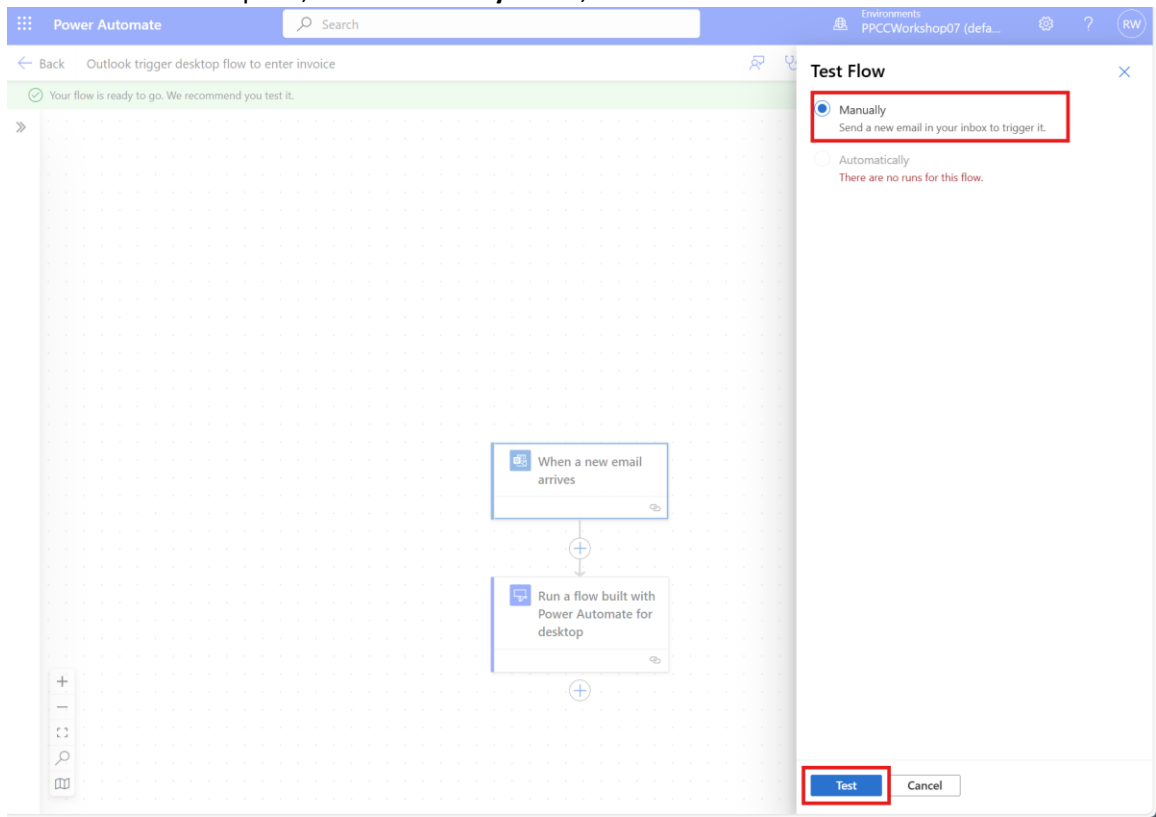 Power Automate
Search
Environments
PPCCWorkshop07 (defa...
?
RW
Back
Outlook trigger desktop flow to enter invoice
Your flow is ready to go. We recommend you test it.
Test Flow
Manually
Send a new email in your inbox to trigger it.
Automatically
There are no runs for this flow.
When a new email
arrives
Run a flow built with
Power Automate for
desktop
Test
Cancel